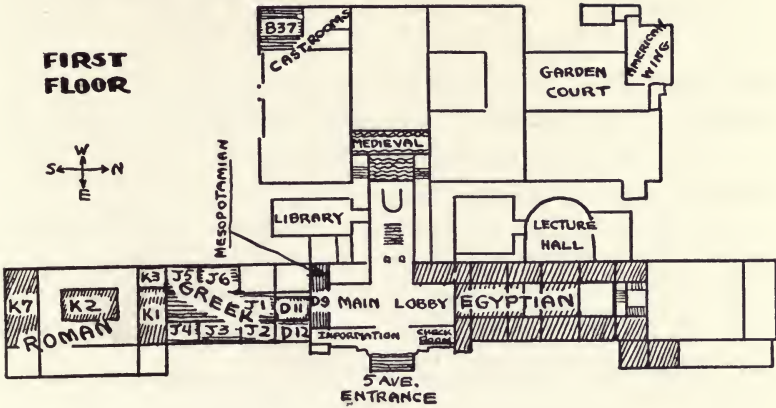 FIRST
FLOOR
W
S
N
E
B37
CAST ROOMS
GARDEN
COURT
AMERICAN
WING
MEDIEVAL
MESOPOTAMIAN
LIBRARY
LECTURE
HALL
K3
J5
J6
GREEK
K7
K2
K1
J1
D11
D9
MAIN LOBBY
EGYPTIAN
ROMAN
J4
J3
J2
D12
INFORMATION
CHECK
ROOM
5 AVE.
ENTRANCE